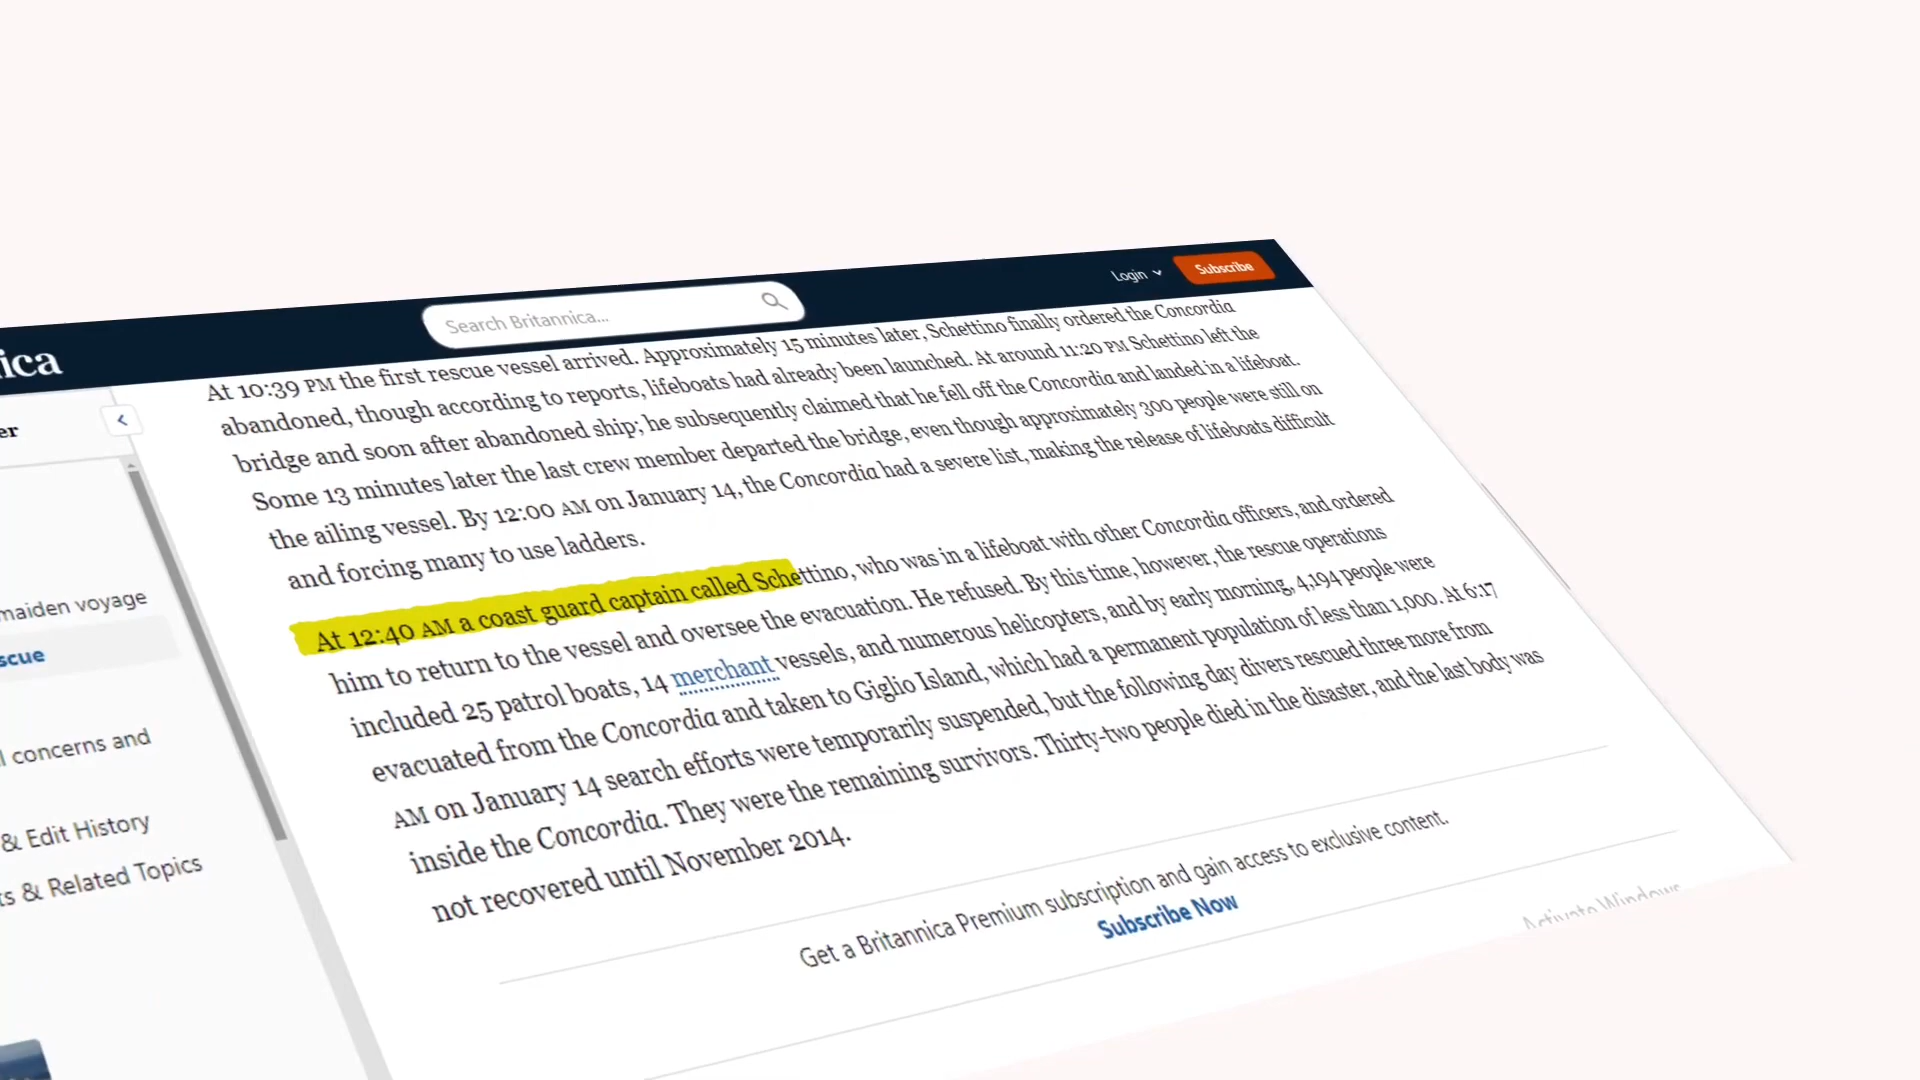 ica
Search Britannica...
Login
Subscribe
er
maiden voyage
scue
l concerns and
& Edit History
ts & Related Topics
At 10:39 PM the first rescue vessel arrived. Approximately 15 minutes later, Schettino finally ordered the Concordia
abandoned, though according to reports, lifeboats had already been launched. At around 11:20 PM Schettino left the
bridge and soon after abandoned ship; he subsequently claimed that he fell off the Concordia and landed in a lifeboat.
Some 13 minutes later the last crew member departed the bridge, even though approximately 300 people were still on
the ailing vessel. By 12:00 AM on January 14, the Concordia had a severe list, making the release of lifeboats difficult
and forcing many to use ladders.
At 12:40 AM a coast guard captain called Schettino, who was in a lifeboat with other Concordia officers, and ordered
him to return to the vessel and oversee the evacuation. He refused. By this time, however, the rescue operations
included 25 patrol boats, 14 merchant vessels, and numerous helicopters, and by early morning, 4,194 people were
evacuated from the Concordia and taken to Giglio Island, which had a permanent population of less than 1,000. At 6:17
AM on January 14 search efforts were temporarily suspended, but the following day divers rescued three more from
inside the Concordia. They were the remaining survivors. Thirty-two people died in the disaster, and the last body was
not recovered until November 2014.
Get a Britannica Premium subscription and gain access to exclusive content.
Subscribe Now
Activate Windows